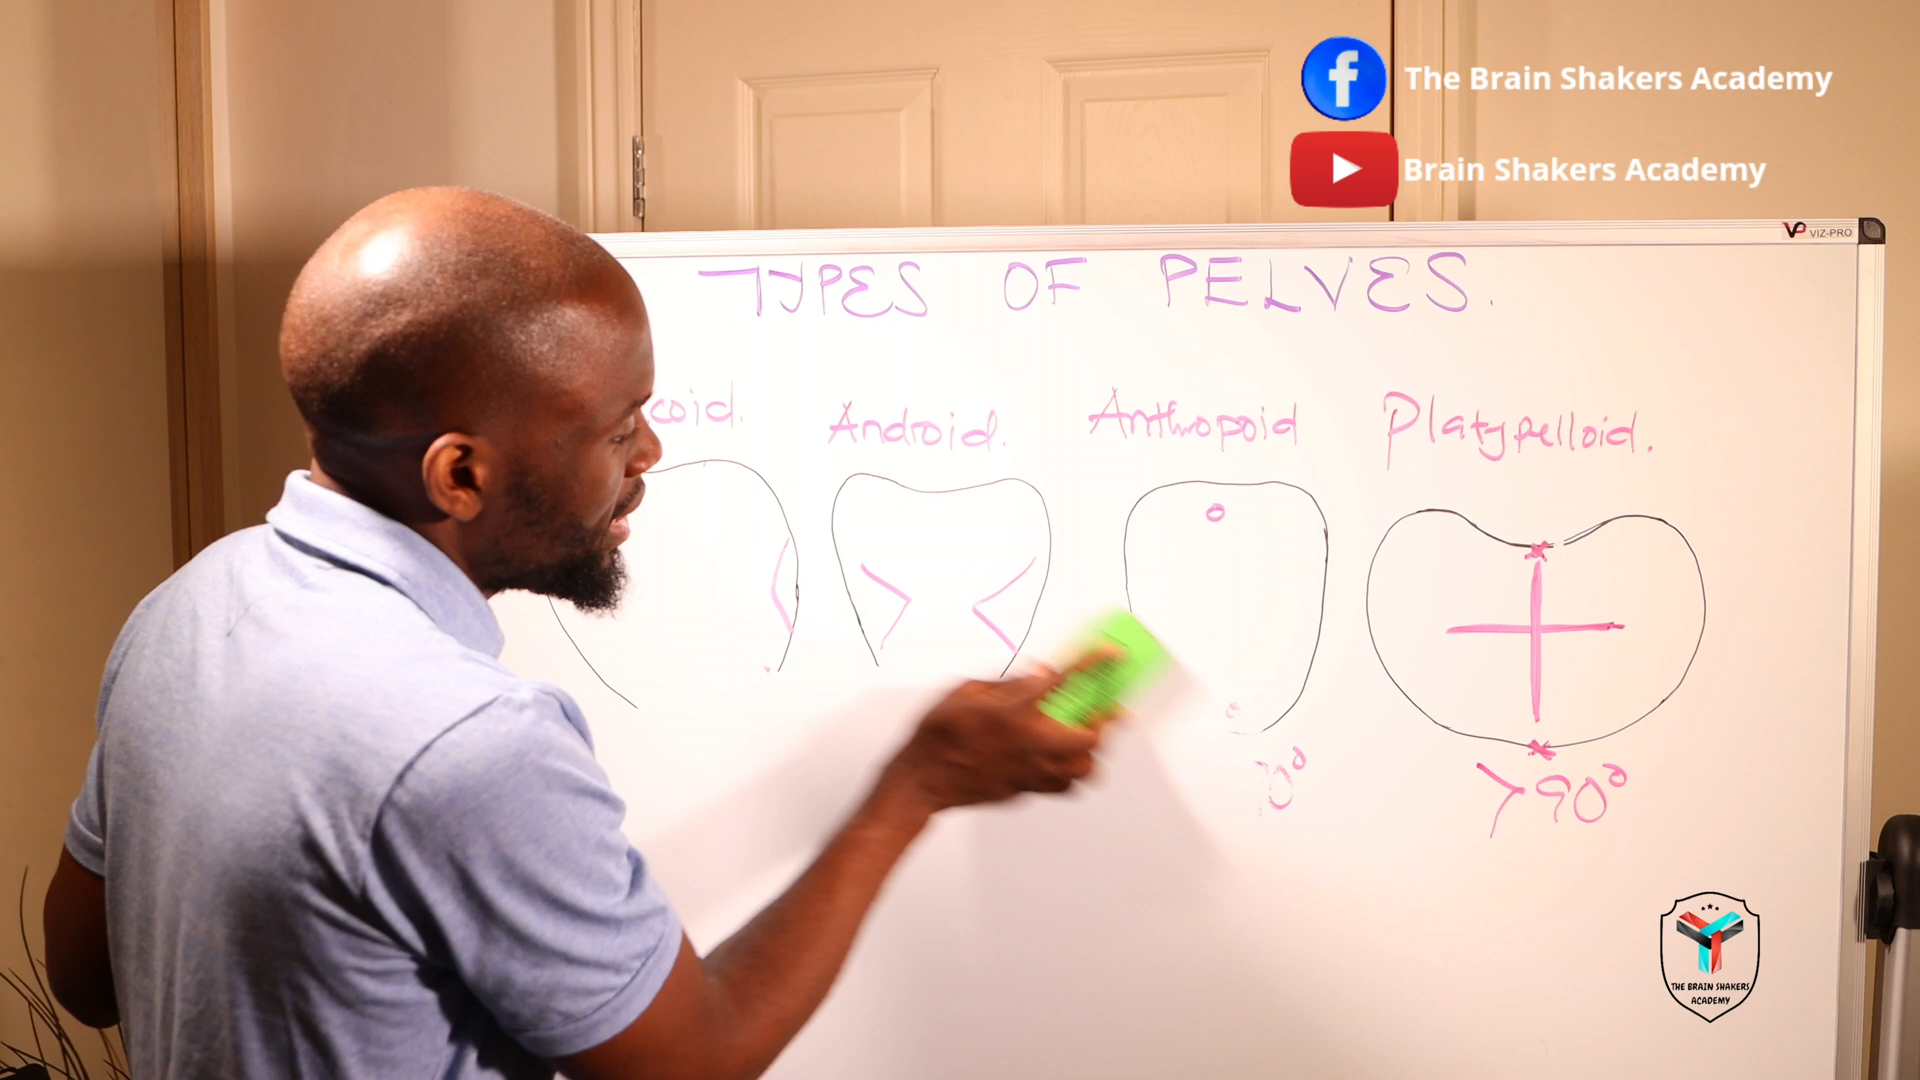 The Brain Shakers Academy
Brain Shakers Academy
VIZ-PRO
TYPES OF PELVES.
coid.
Android.
Anthropoid
Platypelloid.
0°
>90°
THE BRAIN SHAKERS
ACADEMY